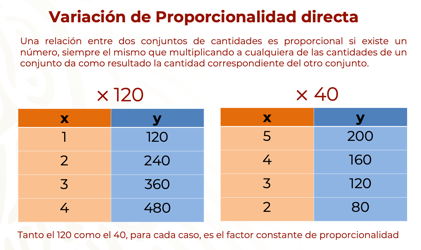 Variación de Proporcionalidad directa
Una relación entre dos conjuntos de cantidades es proporcional si existe un
número, siempre el mismo que multiplicando a cualquiera de las cantidades de un
conjunto da como resultado la cantidad correspondiente del otro conjunto.
× 120
x y
1 120
2 240
3 360
4 480
× 40
x y
5 200
4 160
3 120
2 80
Tanto el 120 como el 40, para cada caso, es el factor constante de proporcionalidad